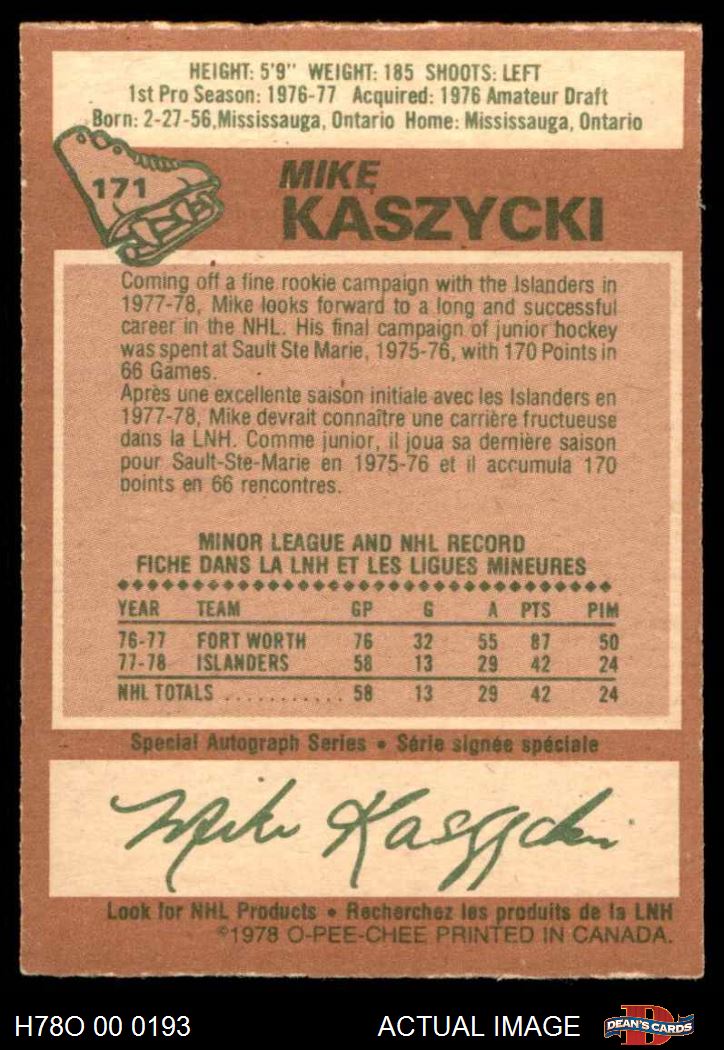 HEIGHT: 5'9" WEIGHT: 185 SHOOTS: LEFT
1st Pro Season: 1976-77 Acquired: 1976 Amateur Draft
Born: 2-27-56, Mississauga, Ontario Home: Mississauga, Ontario
171
MIKE
KASZYCKI
Coming off a fine rookie campaign with the Islanders in
1977-78, Mike looks forward to a long and successful
career in the NHL. His final campaign of junior hockey
was spent at Sault Ste Marie, 1975-76, with 170 Points in
66 Games.
Après une excellente saison initiale avec les Islanders en
1977-78, Mike devrait connaître une carrière fructueuse
dans la LNH. Comme junior, il joua sa dernière saison
pour Sault-Ste-Marie en 1975-76 et il accumula 170
points en 66 rencontres.
MINOR LEAGUE AND NHL RECORD
FICHE DANS LA LNH ET LES LIGUES MINEURES
YEAR TEAM GP G A PTS PIM
76-77 FORT WORTH 76 32 55 87 50
77-78 ISLANDERS 58 13 29 42 24
NHL TOTALS ........... 58 13 29 42 24
Special Autograph Series • Série signée spéciale
Mike Kaszycki
Look for NHL Products • Recherchez les produits de la LNH
©1978 O-PEE-CHEE PRINTED IN CANADA.
H78O 00 0193 ACTUAL IMAGE D DEAN'S CARDS